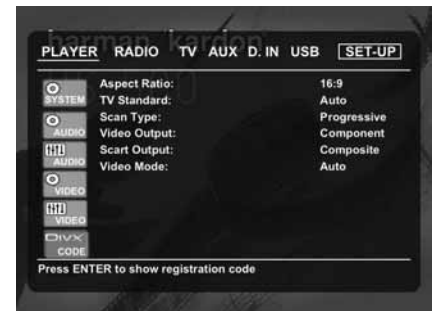 harman kardon
PLAYER RADIO TV AUX D. IN USB SET-UP
SYSTEM
AUDIO
AUDIO
VIDEO
VIDEO
DIVX CODE
Aspect Ratio: 16:9
TV Standard: Auto
Scan Type: Progressive
Video Output: Component
Scart Output: Composite
Video Mode: Auto
Press ENTER to show registration code